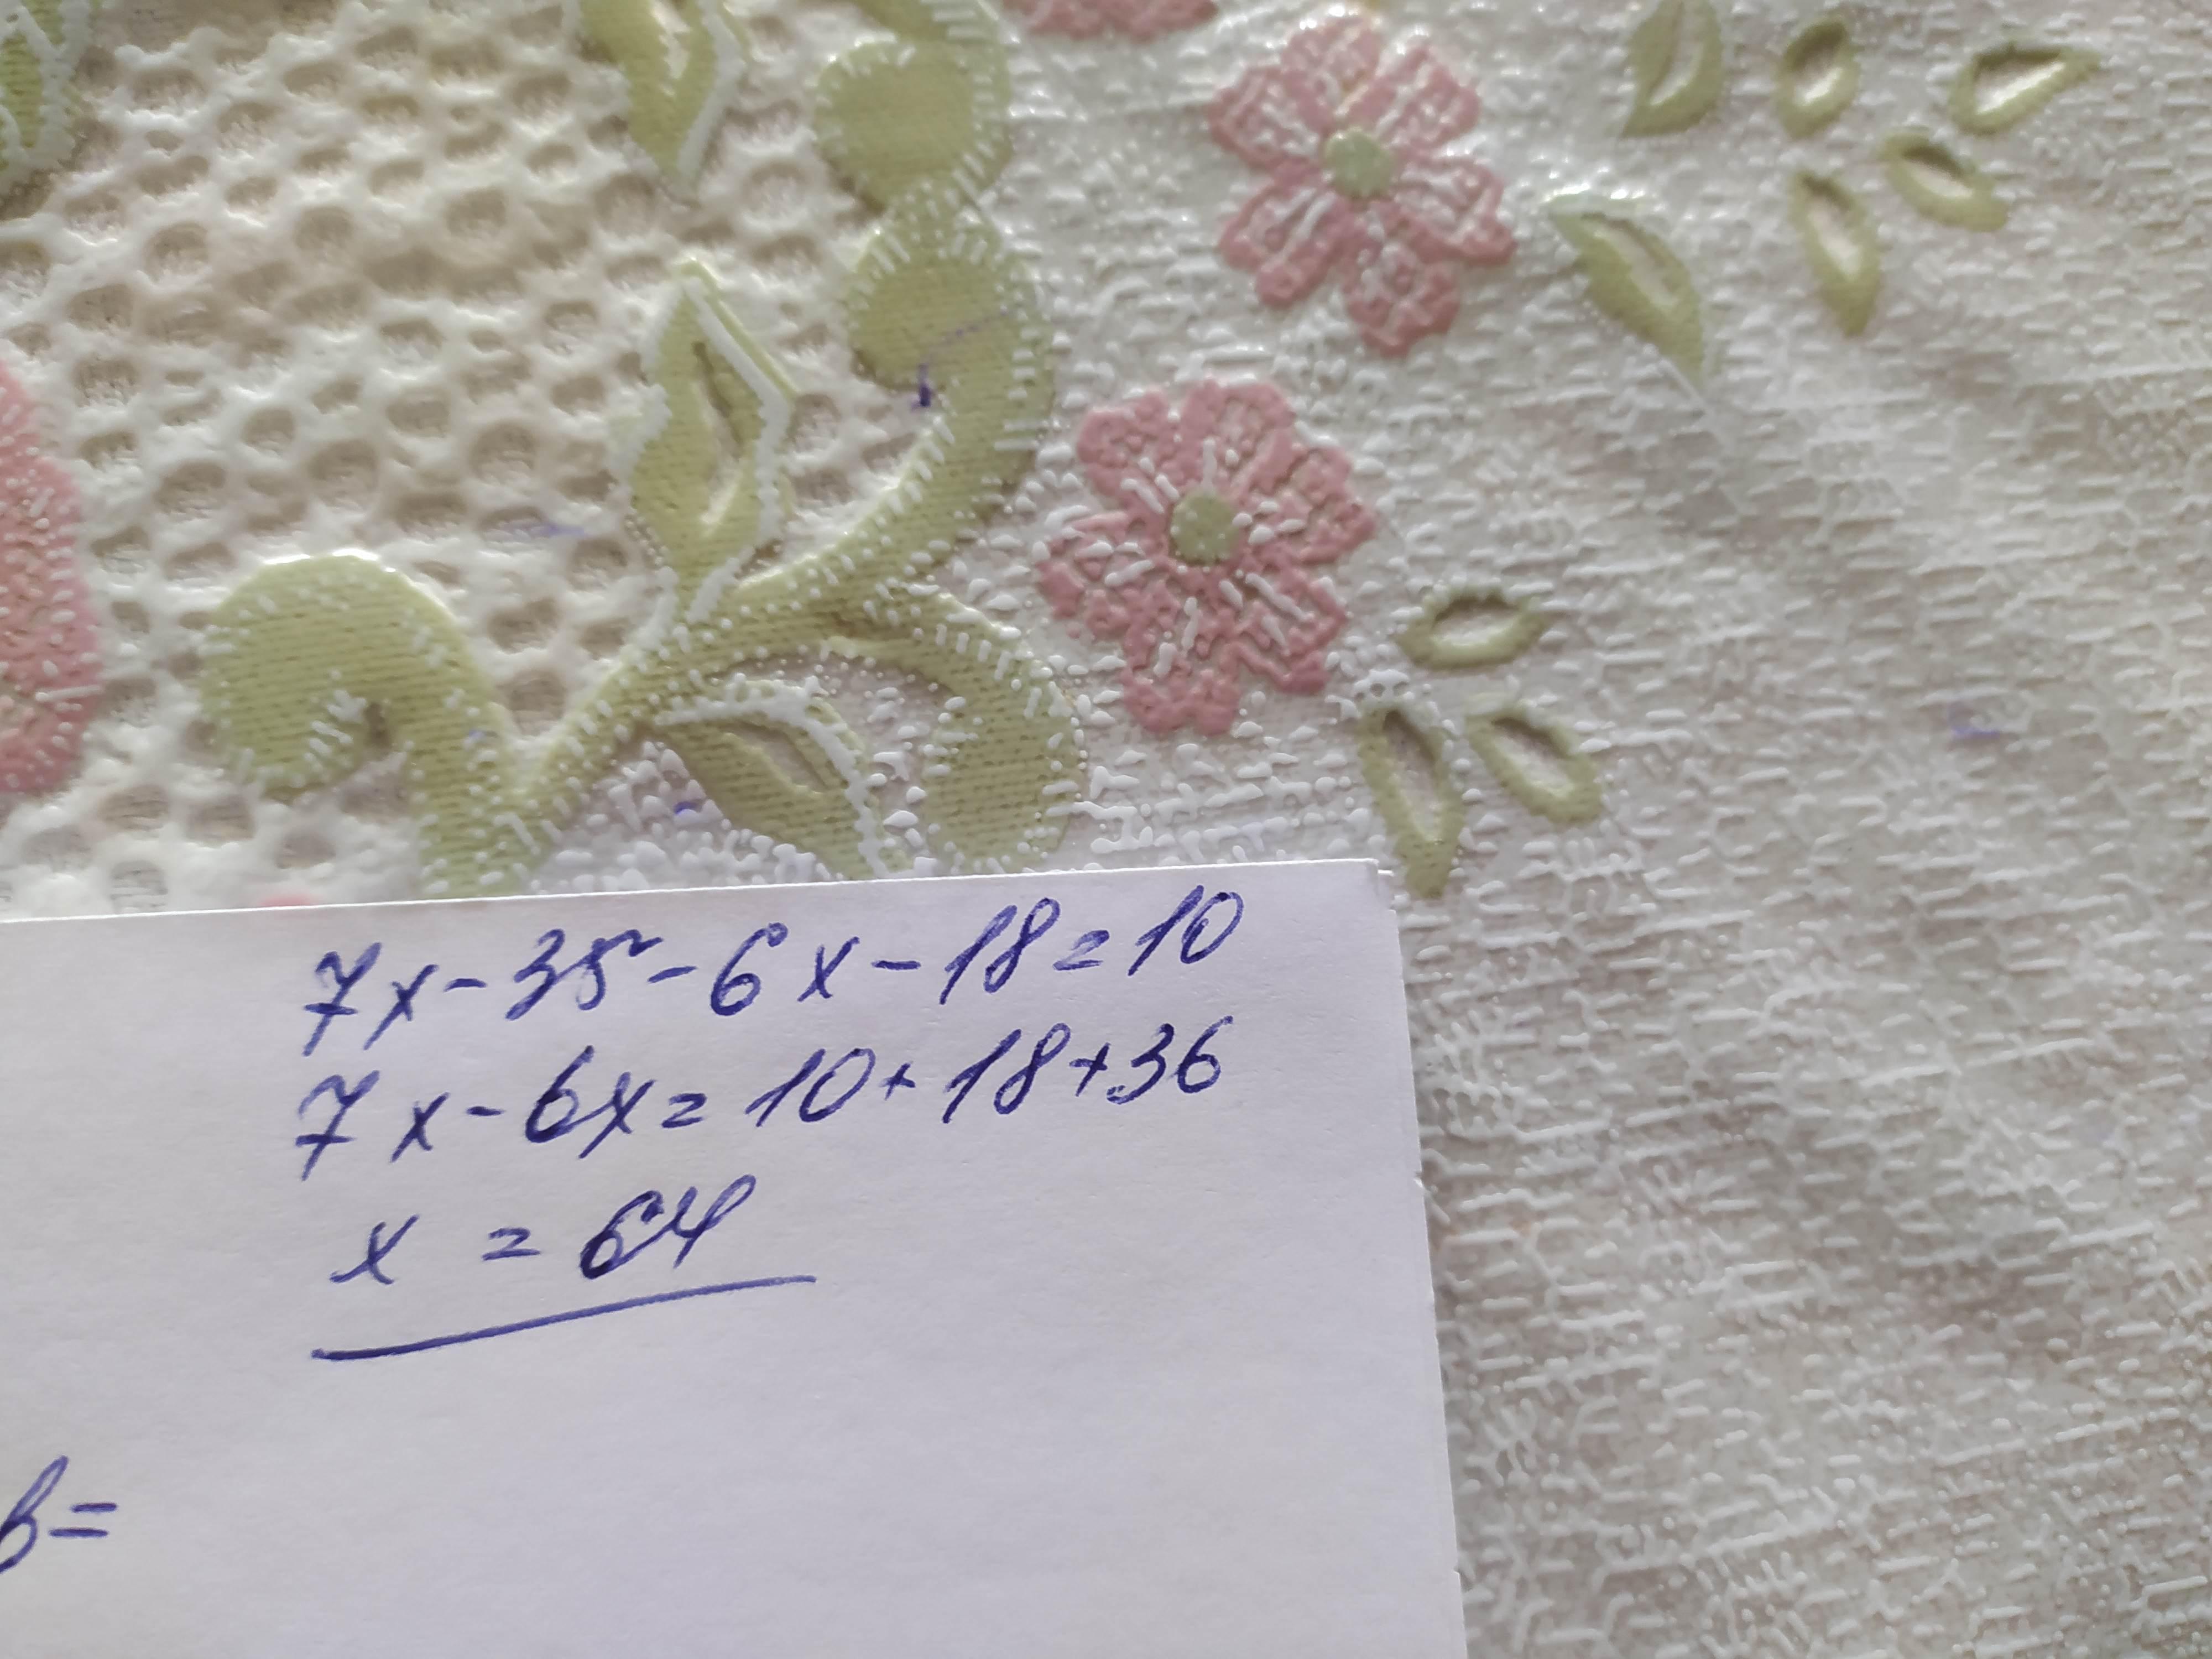 7x-35-6x-18=10
7x-6x=10+18+36
x = 64
b=